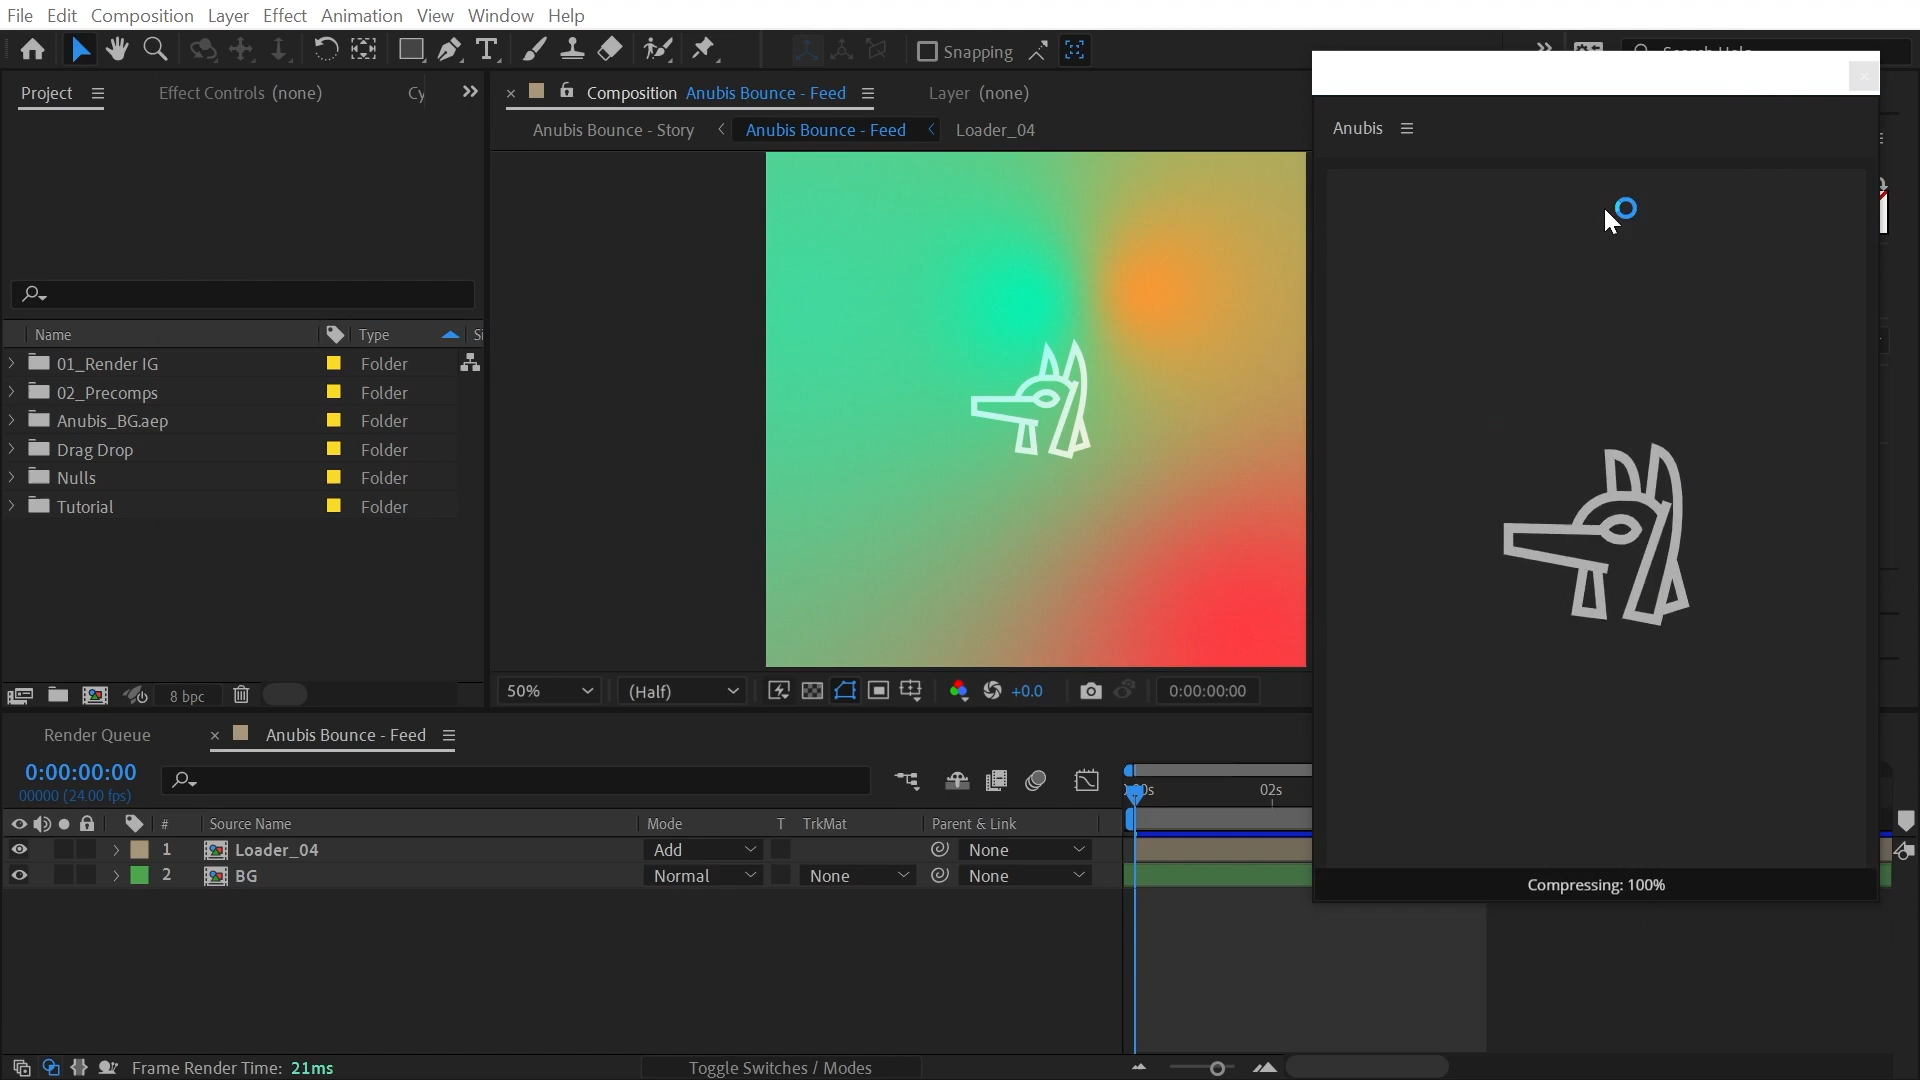 File Edit Composition Layer Effect Animation View Window Help
Snapping
Project
Effect Controls (none)
Composition Anubis Bounce - Feed
Layer (none)
Anubis Bounce - Story
Anubis Bounce - Feed
Loader_04
Anubis
Name Type
01_Render IG Folder
02_Precomps Folder
Anubis_BG.aep Folder
Drag Drop Folder
Nulls Folder
Tutorial Folder
8 bpc
50%
(Half)
+0.0
0:00:00:00
Render Queue
Anubis Bounce - Feed
0:00:00:00
00000 (24.00 fps)
02s
# Source Name Mode T TrkMat Parent & Link
1 Loader_04 Add None
2 BG Normal None None
Compressing: 100%
Frame Render Time: 21ms
Toggle Switches / Modes